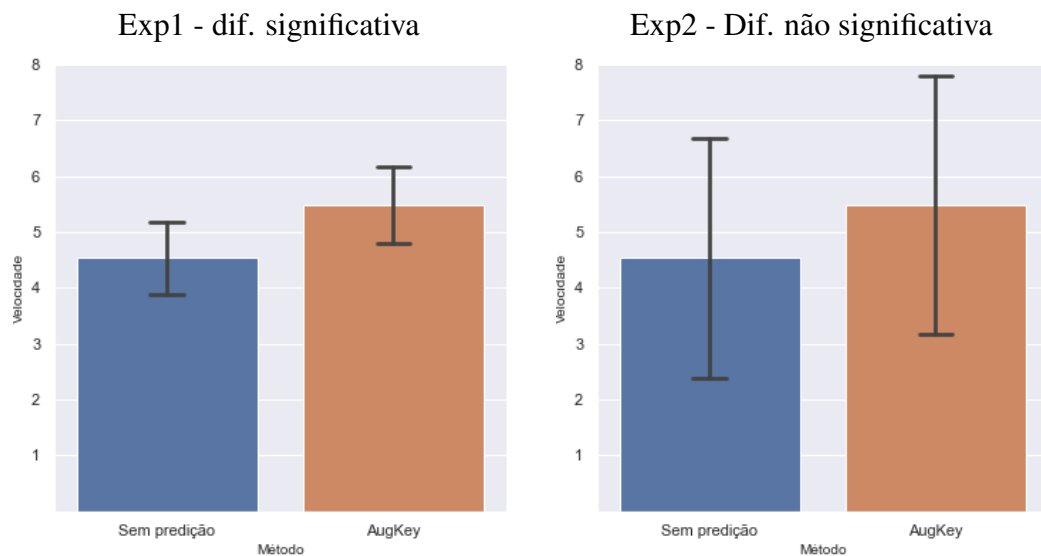 Exp1 - dif. significativa
8
7
6
5
4
3
2
1
Velocidade
Sem predição AugKey
Método
Exp2 - Dif. não significativa
8
7
6
5
4
3
2
1
Velocidade
Sem predição AugKey
Método